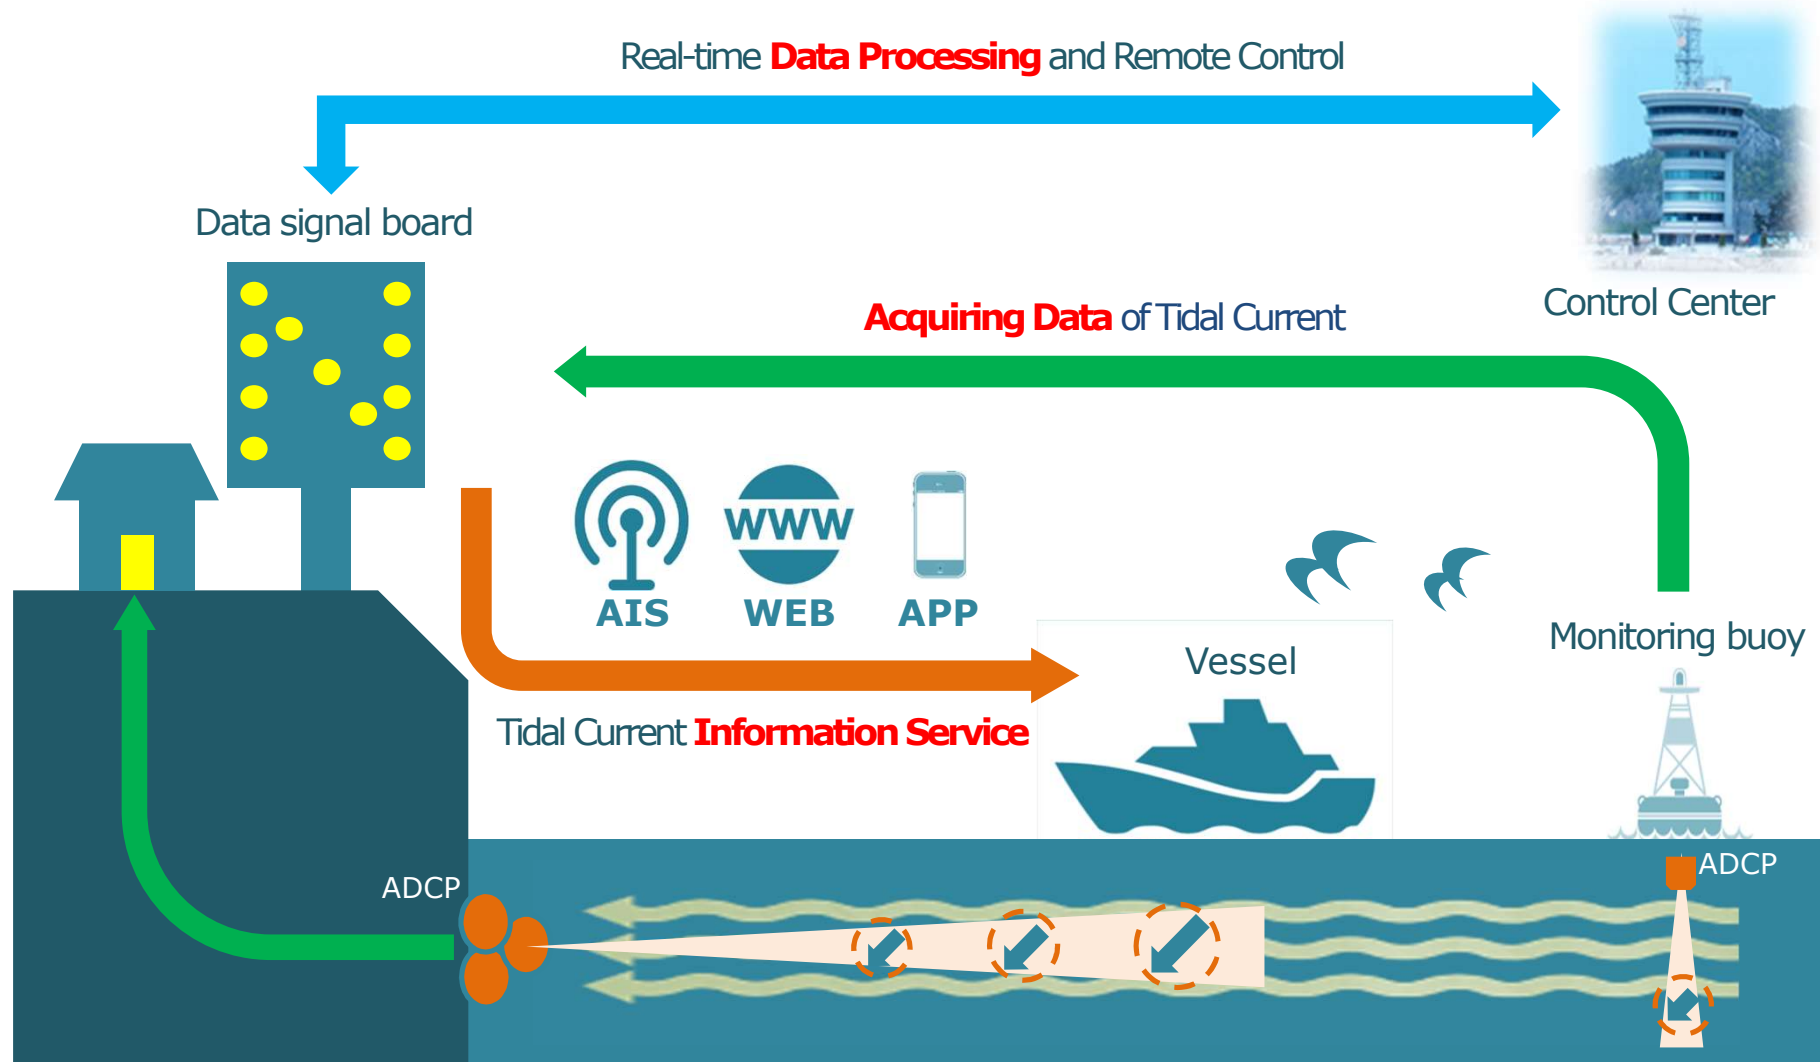 Real-time Data Processing and Remote Control
Data signal board
Control Center
Acquiring Data of Tidal Current
WWW
AIS
WEB
APP
Vessel
Monitoring buoy
Tidal Current Information Service
ADCP
ADCP